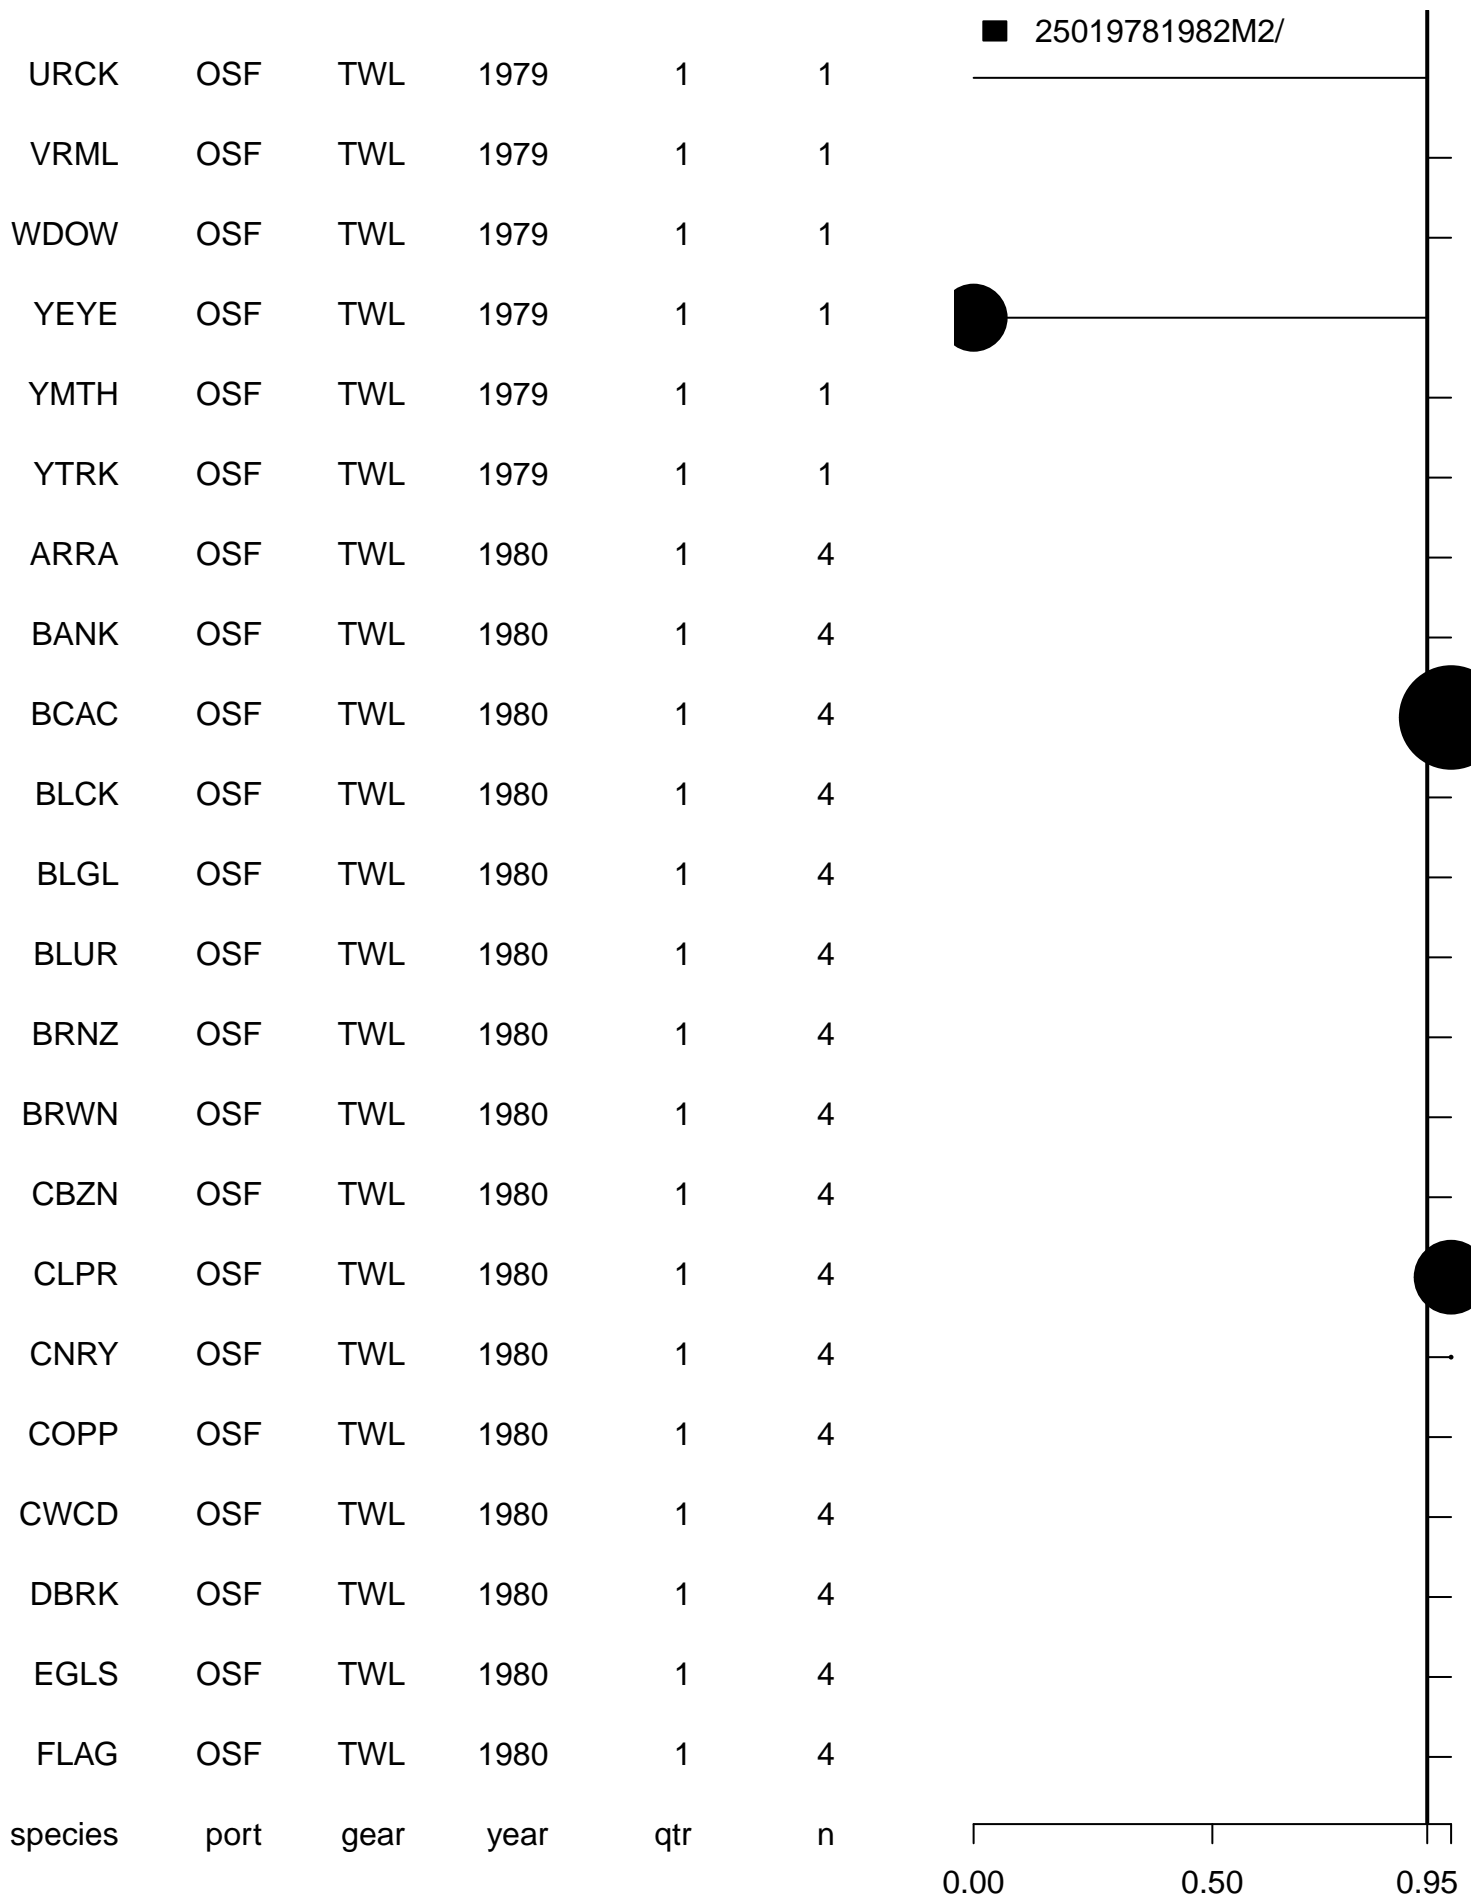 25019781982M2/
URCK OSF TWL 1979 1 1
VRML OSF TWL 1979 1 1
WDOW OSF TWL 1979 1 1
YEYE OSF TWL 1979 1 1
YMTH OSF TWL 1979 1 1
YTRK OSF TWL 1979 1 1
ARRA OSF TWL 1980 1 4
BANK OSF TWL 1980 1 4
BCAC OSF TWL 1980 1 4
BLCK OSF TWL 1980 1 4
BLGL OSF TWL 1980 1 4
BLUR OSF TWL 1980 1 4
BRNZ OSF TWL 1980 1 4
BRWN OSF TWL 1980 1 4
CBZN OSF TWL 1980 1 4
CLPR OSF TWL 1980 1 4
CNRY OSF TWL 1980 1 4
COPP OSF TWL 1980 1 4
CWCD OSF TWL 1980 1 4
DBRK OSF TWL 1980 1 4
EGLS OSF TWL 1980 1 4
FLAG OSF TWL 1980 1 4
species port gear year qtr n
0.00 0.50 0.95